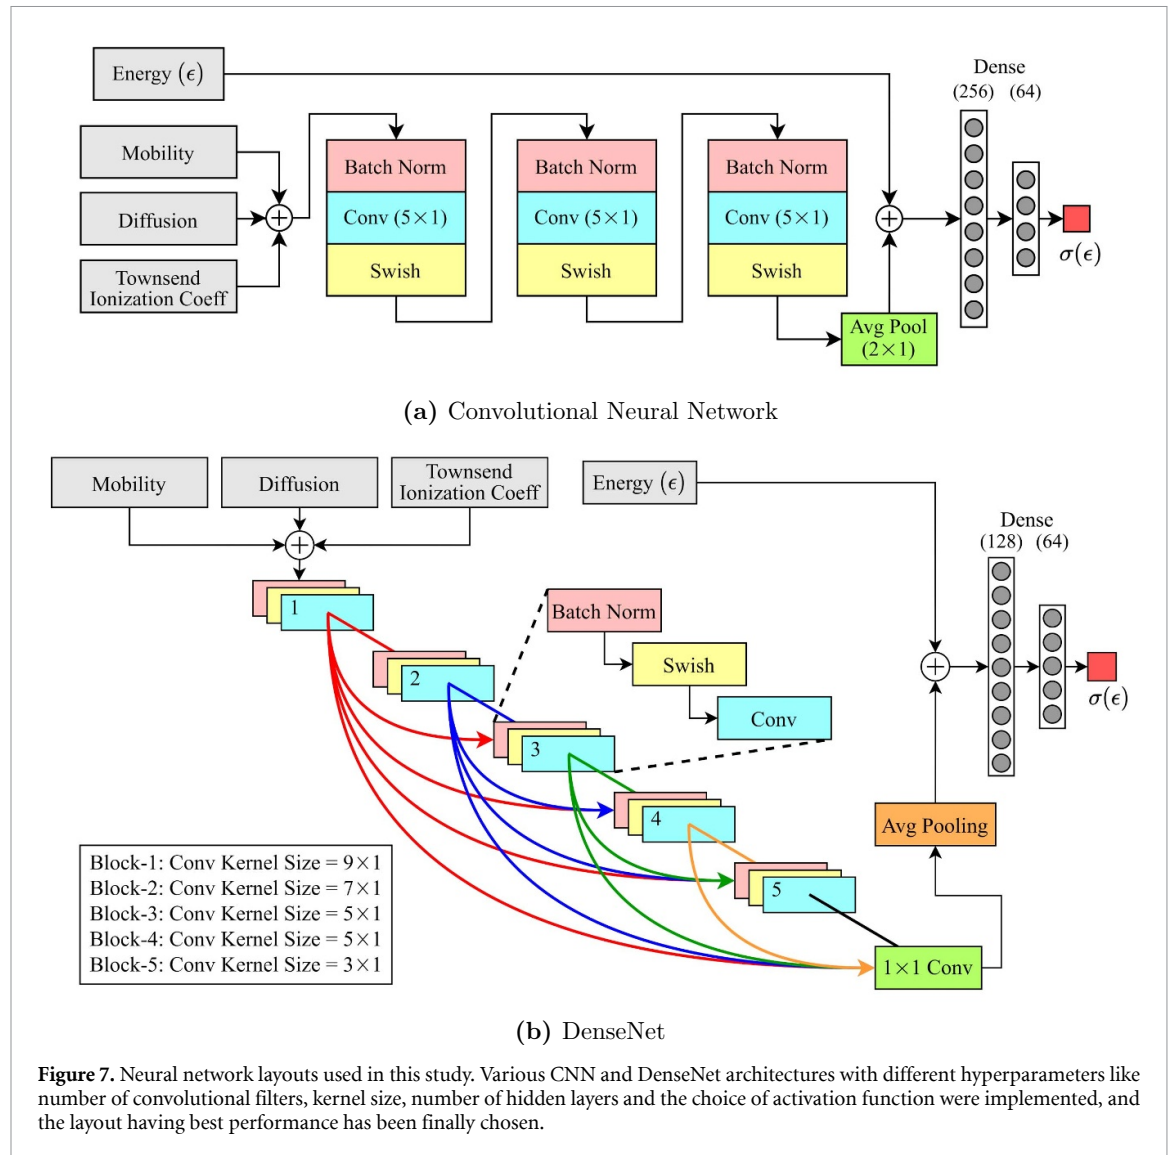 Energy (ϵ)
Mobility
Diffusion
Townsend
Ionization Coeff
Batch Norm
Conv (5×1)
Swish
Batch Norm
Conv (5×1)
Swish
Batch Norm
Conv (5×1)
Swish
Avg Pool
(2×1)
Dense
(256) (64)
σ(ϵ)
(a) Convolutional Neural Network
Mobility
Diffusion
Townsend
Ionization Coeff
Energy (ϵ)
1
2
3
4
5
Batch Norm
Swish
Conv
Block-1: Conv Kernel Size = 9×1
Block-2: Conv Kernel Size = 7×1
Block-3: Conv Kernel Size = 5×1
Block-4: Conv Kernel Size = 5×1
Block-5: Conv Kernel Size = 3×1
1×1 Conv
Avg Pooling
Dense
(128) (64)
σ(ϵ)
(b) DenseNet
Figure 7. Neural network layouts used in this study. Various CNN and DenseNet architectures with different hyperparameters like
number of convolutional filters, kernel size, number of hidden layers and the choice of activation function were implemented, and
the layout having best performance has been finally chosen.